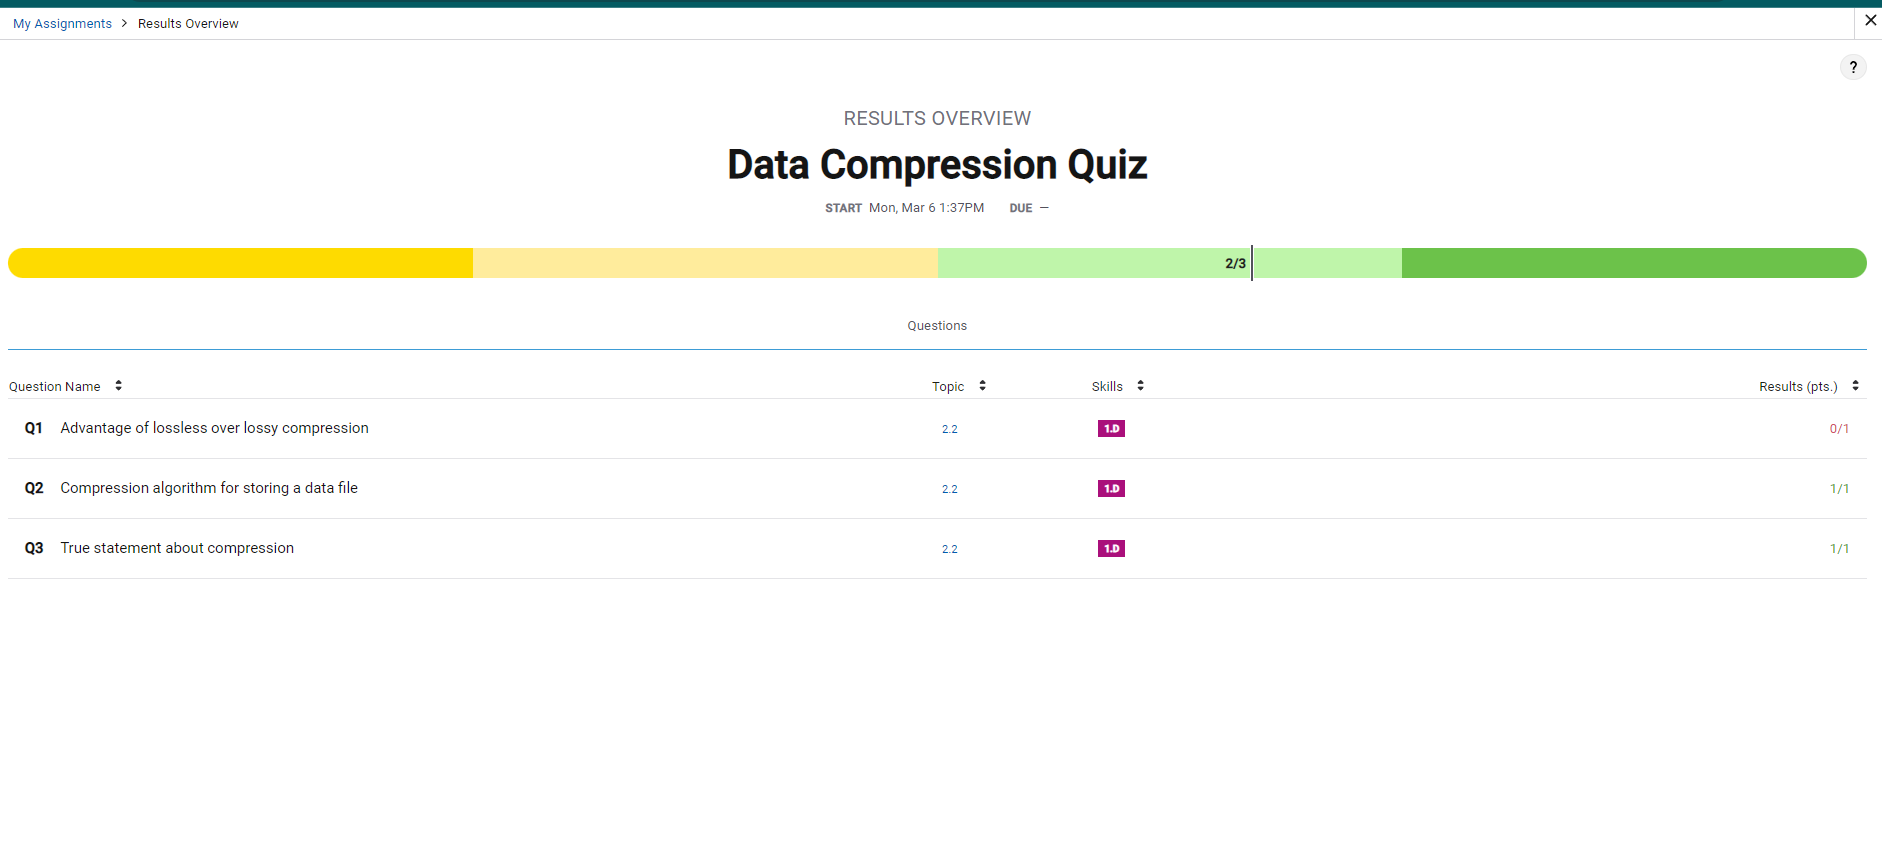 My Assignments > Results Overview
?
RESULTS OVERVIEW
Data Compression Quiz
START Mon, Mar 6 1:37PM DUE —
2/3
Questions
Question Name Topic Skills Results (pts.)
Q1 Advantage of lossless over lossy compression 2.2 1.D 0/1
Q2 Compression algorithm for storing a data file 2.2 1.D 1/1
Q3 True statement about compression 2.2 1.D 1/1